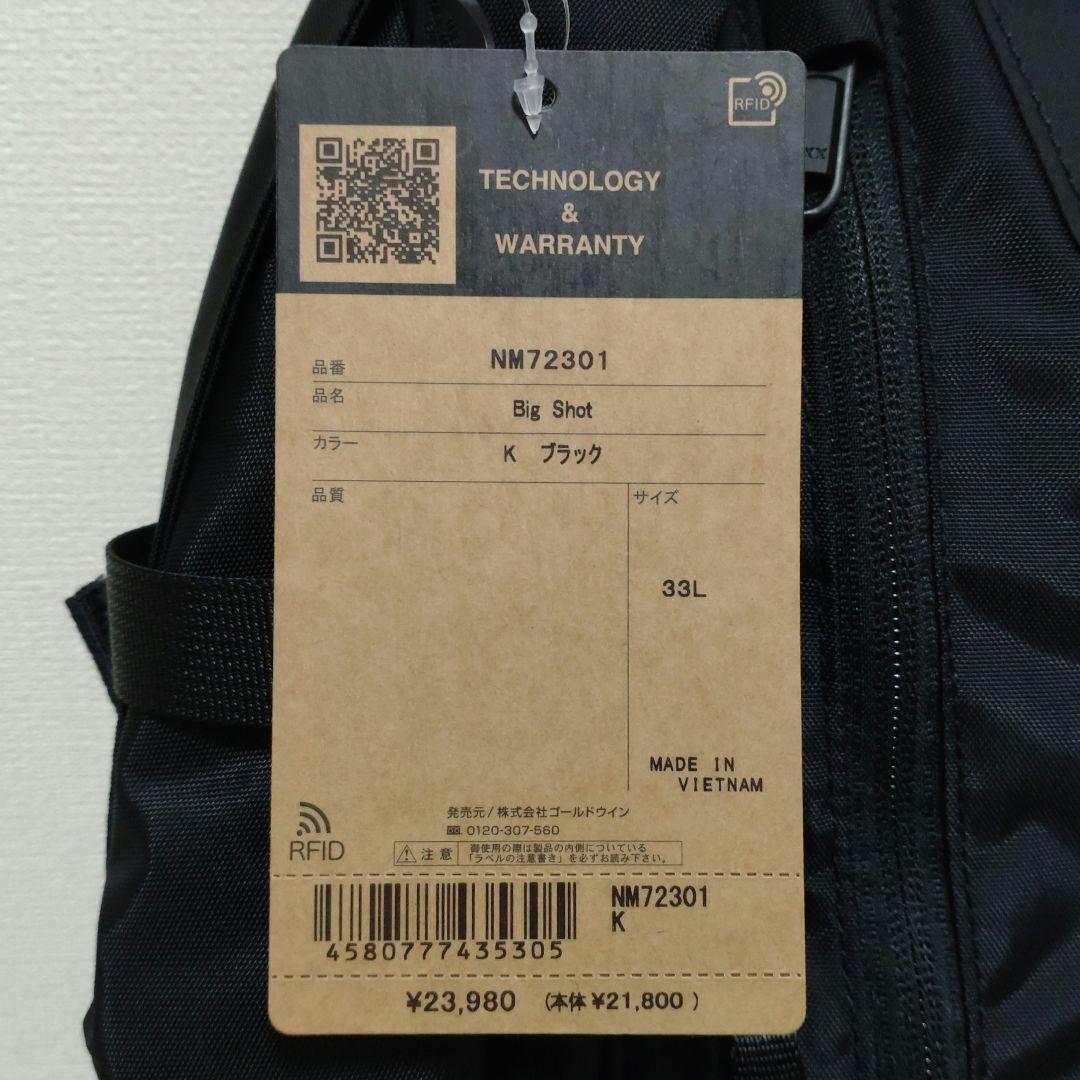 RFID
TECHNOLOGY
&
WARRANTY
品番 NM72301
品名 Big Shot
カラー K ブラック
品質
サイズ
33L
MADE IN
VIETNAM
発売元/株式会社ゴールドウイン
0120-307-560
RFID
注意
御使用の際は製品の内側についている
「ラベルの注意書き」を必ずお読み下さい。
4580777435305
NM72301
K
¥23,980 (本体¥21,800)